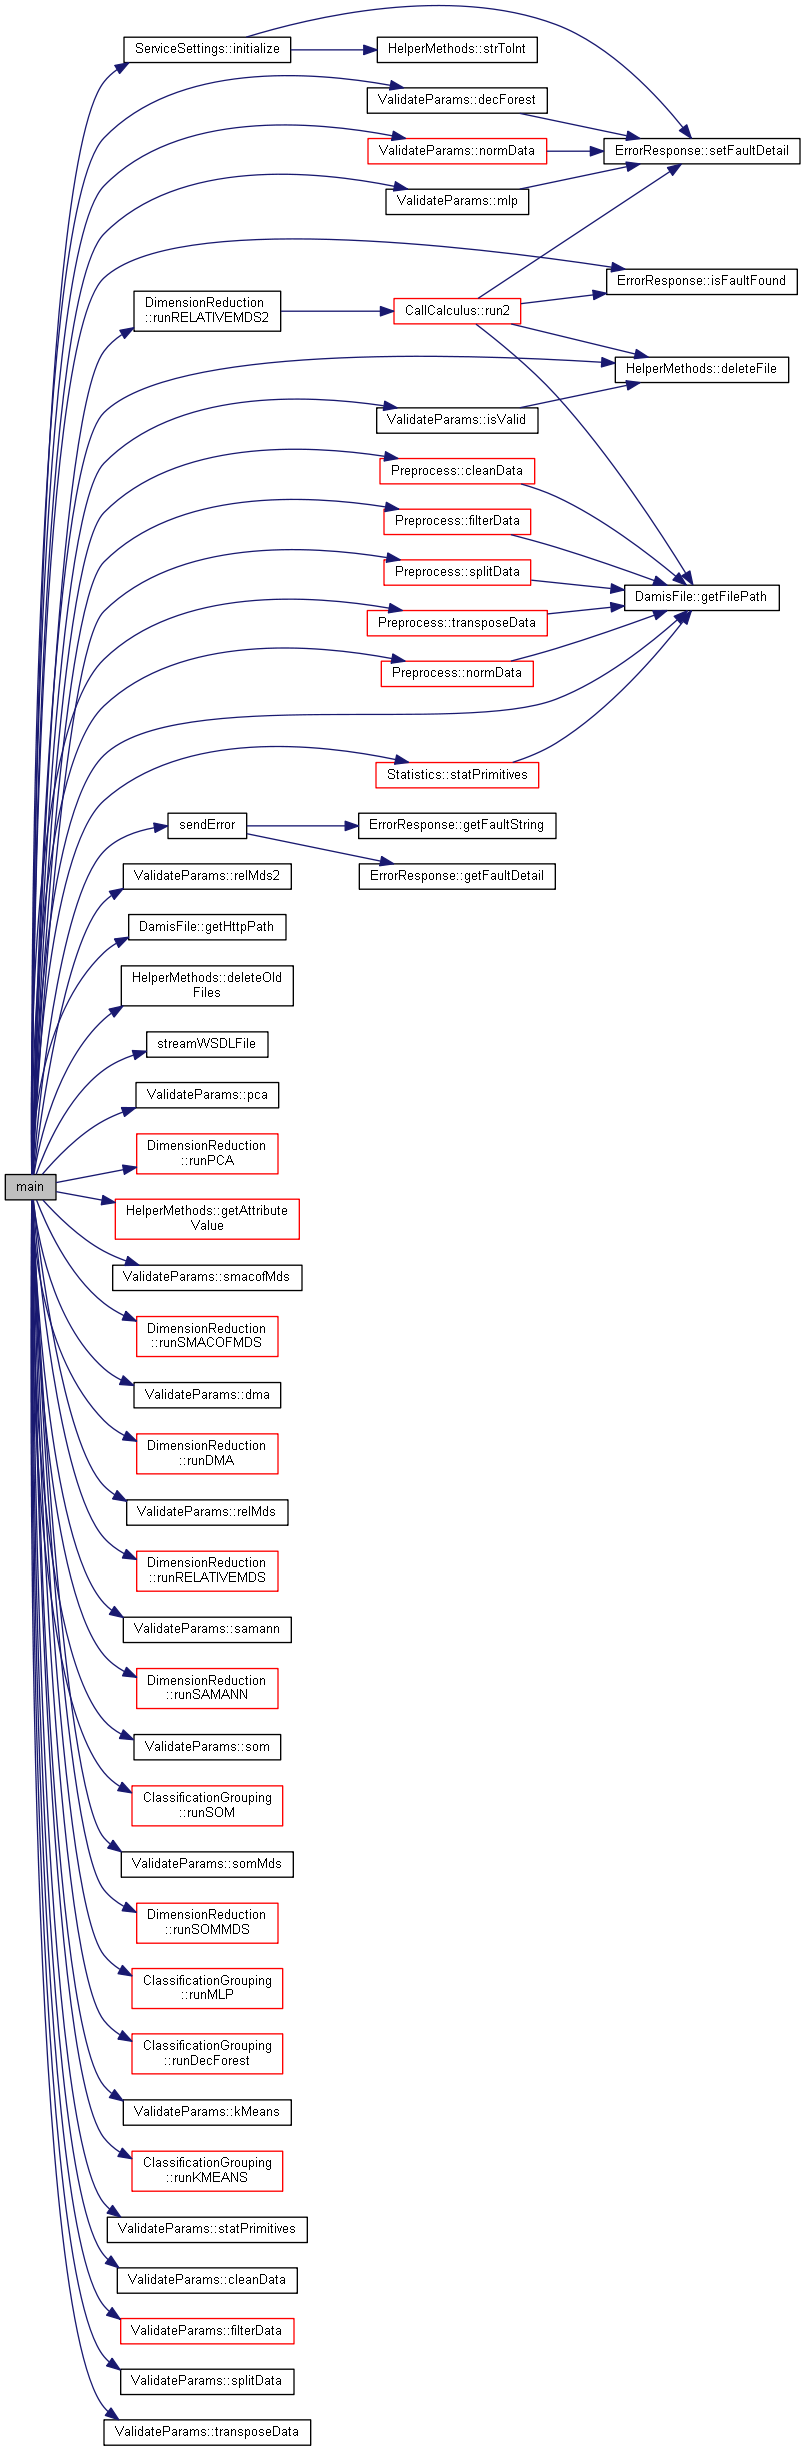 ServiceSettings::initialize
HelperMethods::strToInt
ValidateParams::decForest
ValidateParams::normData
ErrorResponse::setFaultDetail
ValidateParams::mlp
ErrorResponse::isFaultFound
DimensionReduction
::runRELATIVEMDS2
CallCalculus::run2
HelperMethods::deleteFile
ValidateParams::isValid
Preprocess::cleanData
Preprocess::filterData
Preprocess::splitData
DamisFile::getFilePath
Preprocess::transposeData
Preprocess::normData
Statistics::statPrimitives
sendError
ErrorResponse::getFaultString
ErrorResponse::getFaultDetail
ValidateParams::relMds2
DamisFile::getHttpPath
HelperMethods::deleteOld
Files
streamWSDLFile
ValidateParams::pca
DimensionReduction
::runPCA
main
HelperMethods::getAttribute
Value
ValidateParams::smacofMds
DimensionReduction
::runSMACOFMDS
ValidateParams::dma
DimensionReduction
::runDMA
ValidateParams::relMds
DimensionReduction
::runRELATIVEMDS
ValidateParams::samann
DimensionReduction
::runSAMANN
ValidateParams::som
ClassificationGrouping
::runSOM
ValidateParams::somMds
DimensionReduction
::runSOMMDS
ClassificationGrouping
::runMLP
ClassificationGrouping
::runDecForest
ValidateParams::kMeans
ClassificationGrouping
::runKMEANS
ValidateParams::statPrimitives
ValidateParams::cleanData
ValidateParams::filterData
ValidateParams::splitData
ValidateParams::transposeData